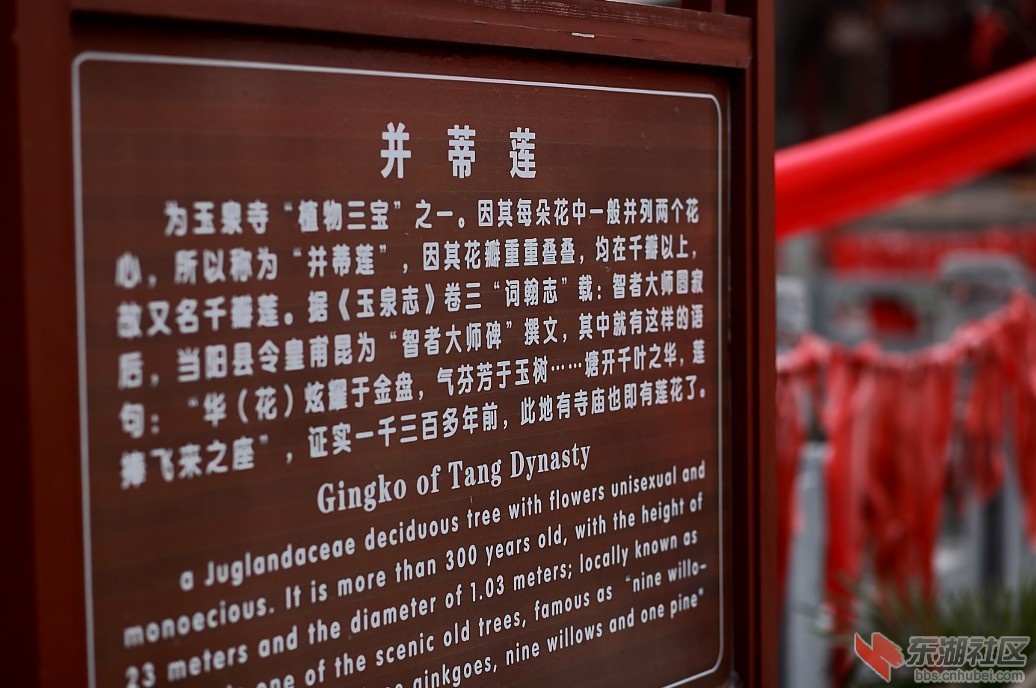 并蒂莲
为玉泉寺“植物三宝”之一。因其每朵花中一般并列两个花
心，所以称为“并蒂莲”，因其花瓣重重叠叠，均在千瓣以上，
故又名千瓣莲。据《玉泉志》卷三“词翰志”载：智者大师圆寂
后，当阳县令皇甫昆为“智者大师碑”撰文，其中就有这样的语
句：“华（花）炫耀于金盘，气芬芳于玉树……塘开千叶之华，莲
捧飞来之座”，证实一千三百多年前，此地有寺庙也即有莲花了。
Gingko of Tang Dynasty
a Juglandaceae deciduous tree with flowers unisexual and
monoecious. It is more than 300 years old, with the height of
23 meters and the diameter of 1.03 meters; locally known as
one of the scenic old trees, famous as “nine willo-
ginkgoes, nine willows and one pine”
东湖社区
bbs.cnhubei.com